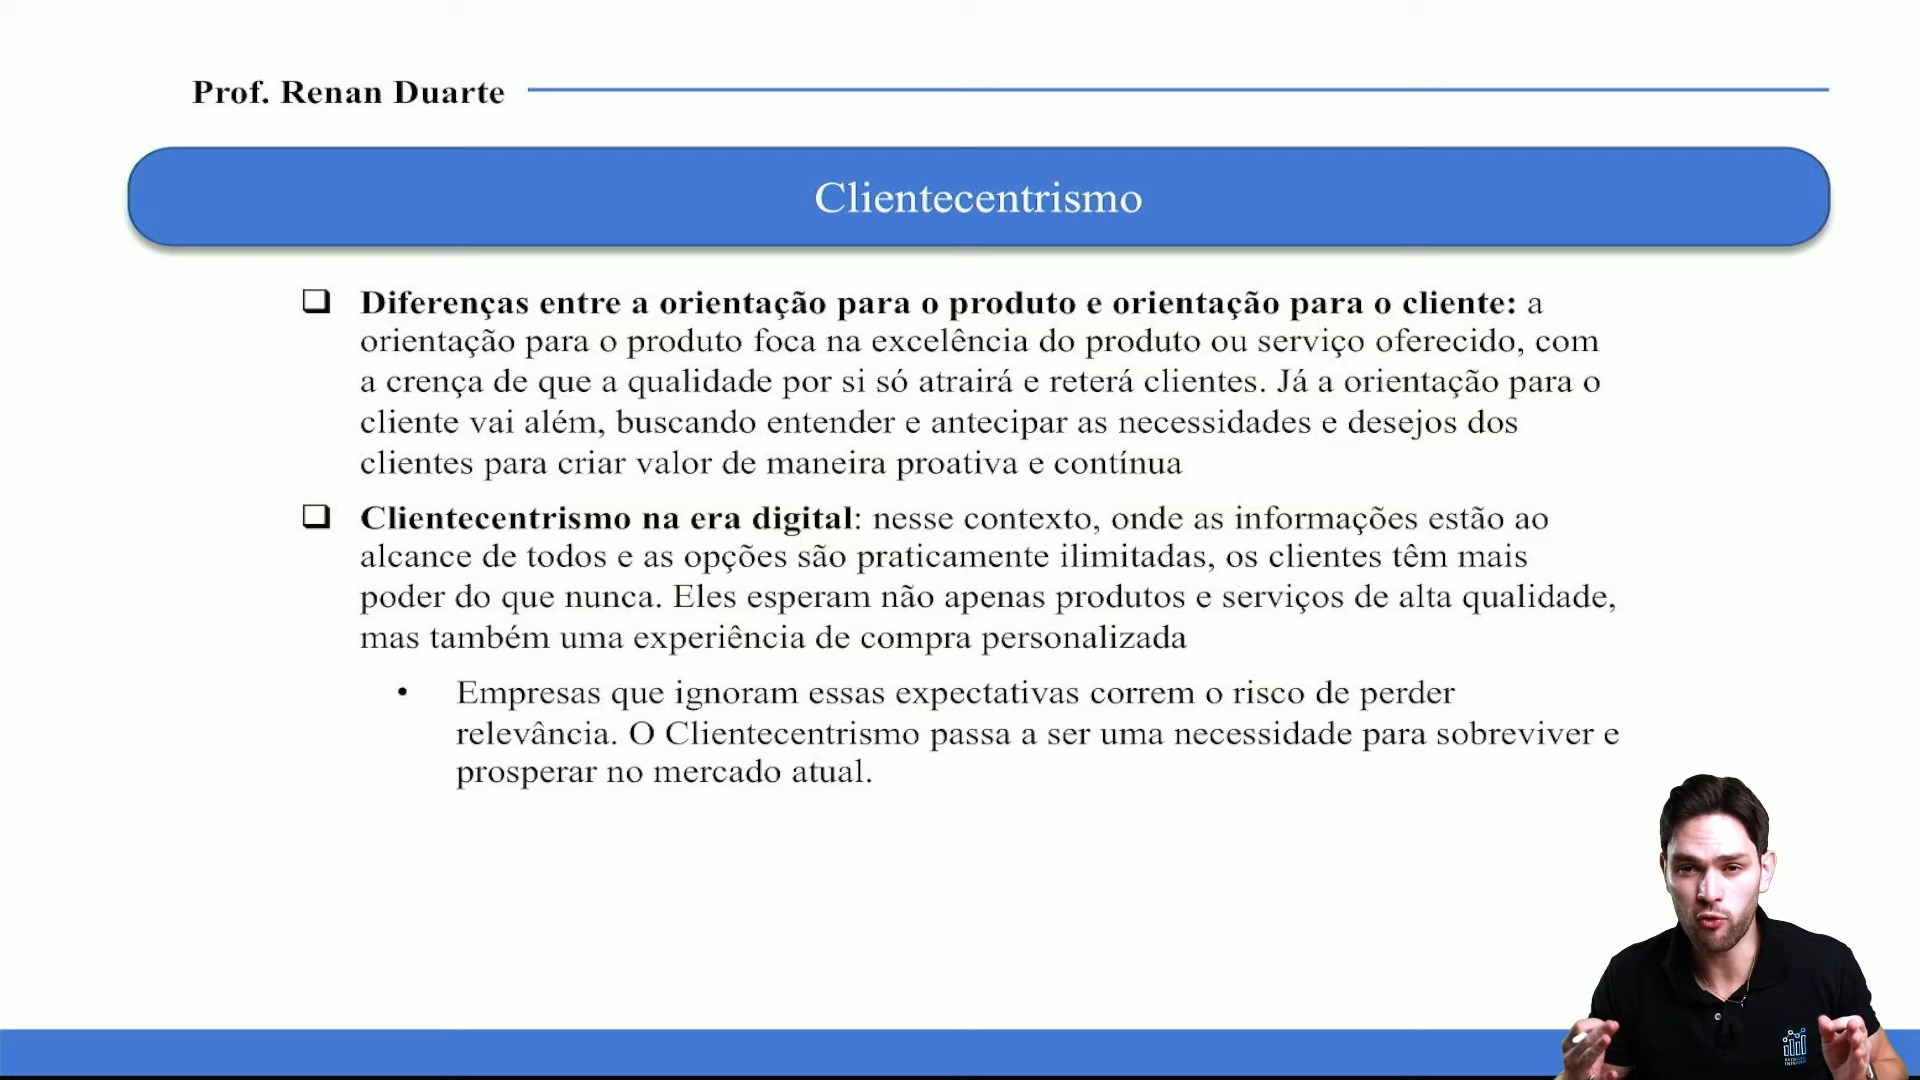 Prof. Renan Duarte
Clientecentrismo
❑ Diferenças entre a orientação para o produto e orientação para o cliente: a
orientação para o produto foca na excelência do produto ou serviço oferecido, com
a crença de que a qualidade por si só atrairá e reterá clientes. Já a orientação para o
cliente vai além, buscando entender e antecipar as necessidades e desejos dos
clientes para criar valor de maneira proativa e contínua
❑ Clientecentrismo na era digital: nesse contexto, onde as informações estão ao
alcance de todos e as opções são praticamente ilimitadas, os clientes têm mais
poder do que nunca. Eles esperam não apenas produtos e serviços de alta qualidade,
mas também uma experiência de compra personalizada
• Empresas que ignoram essas expectativas correm o risco de perder
relevância. O Clientecentrismo passa a ser uma necessidade para sobreviver e
prosperar no mercado atual.